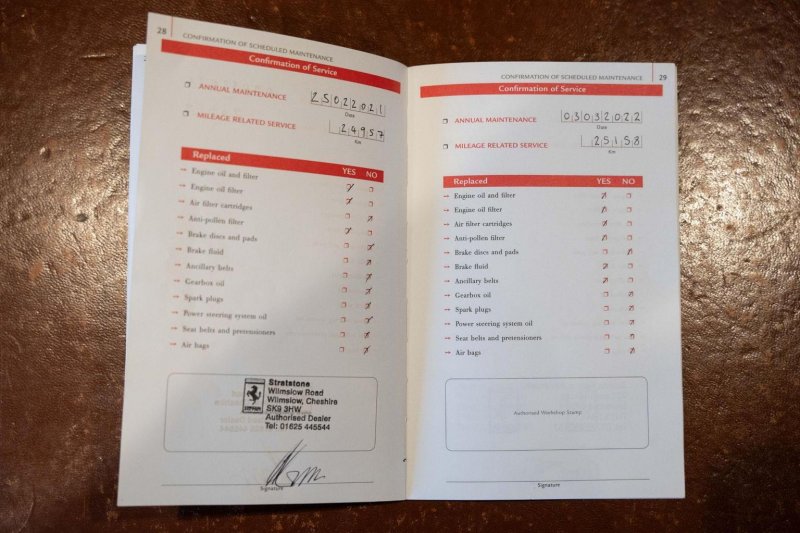 28
CONFIRMATION OF SCHEDULED MAINTENANCE
Confirmation of Service
ANNUAL MAINTENANCE
25022021
Date
MILEAGE RELATED SERVICE
24957
Km
Replaced YES NO
Engine oil and filter
Engine oil filter
Air filter cartridges
Anti-pollen filter
Brake discs and pads
Brake fluid
Ancillary belts
Gearbox oil
Spark plugs
Power steering system oil
Seat belts and pretensioners
Air bags
Stratstone
Wilmslow Road
Wilmslow, Cheshire
SK9 3HW
Authorised Dealer
Tel: 01625 445544
Ferrari
Signature
CONFIRMATION OF SCHEDULED MAINTENANCE 29
Confirmation of Service
ANNUAL MAINTENANCE
03032022
Date
MILEAGE RELATED SERVICE
25158
Km
Replaced YES NO
Engine oil and filter
Engine oil filter
Air filter cartridges
Anti-pollen filter
Brake discs and pads
Brake fluid
Ancillary belts
Gearbox oil
Spark plugs
Power steering system oil
Seat belts and pretensioners
Air bags
Authorised Workshop Stamp
Signature